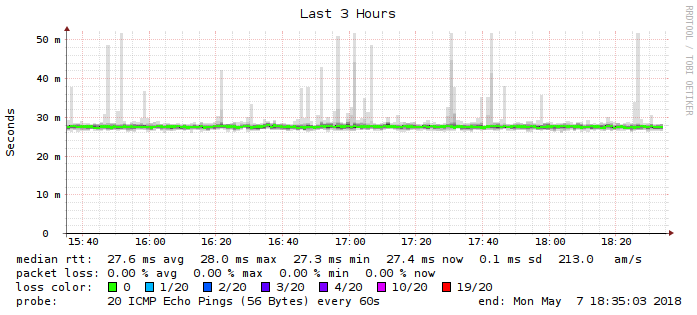 Last 3 Hours
RRDTOOL / TOBI OETIKER
Seconds
50 m
40 m
30 m
20 m
10 m
0
15:40 16:00 16:20 16:40 17:00 17:20 17:40 18:00 18:20
median rtt: 27.6 ms avg 28.0 ms max 27.3 ms min 27.4 ms now 0.1 ms sd 213.0 am/s
packet loss: 0.00 % avg 0.00 % max 0.00 % min 0.00 % now
loss color: 0 1/20 2/20 3/20 4/20 10/20 19/20
probe: 20 ICMP Echo Pings (56 Bytes) every 60s end: Mon May 7 18:35:03 2018